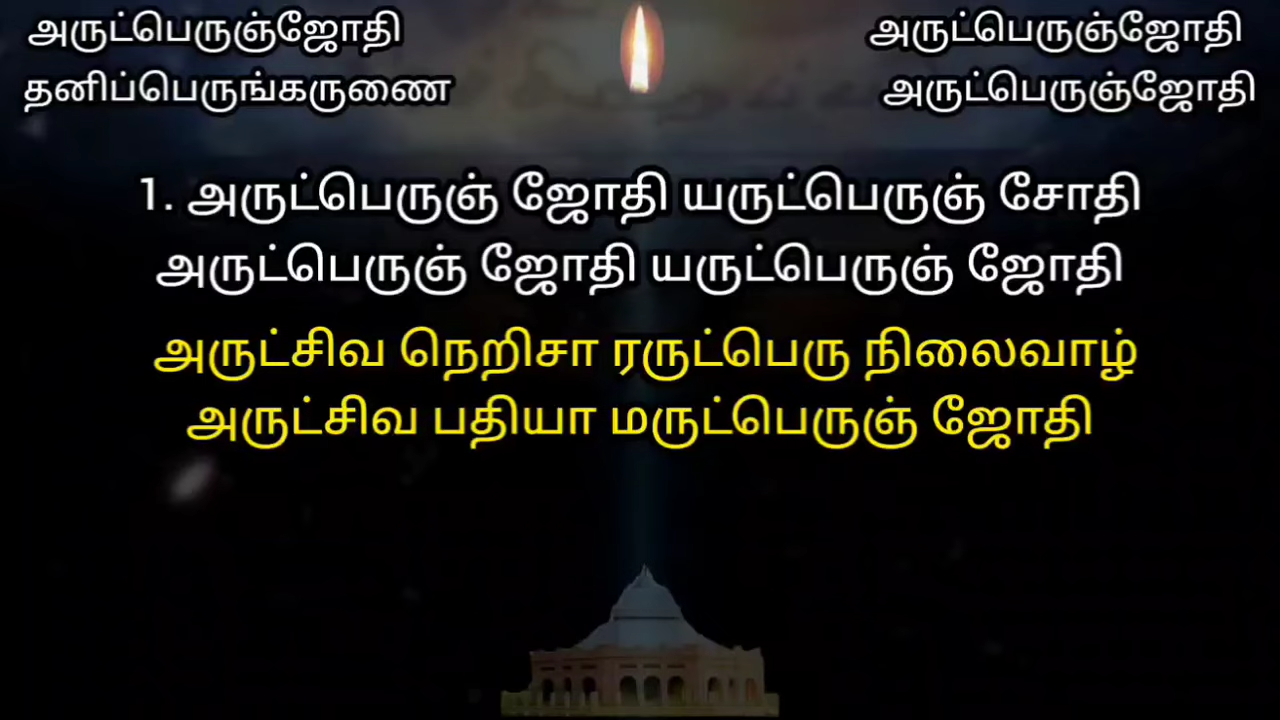 அருட்பெருஞ்ஜோதி
தனிப்பெருங்கருணை
அருட்பெருஞ்ஜோதி
அருட்பெருஞ்ஜோதி
1. அருட்பெருஞ் ஜோதி யருட்பெருஞ் சோதி
அருட்பெருஞ் ஜோதி யருட்பெருஞ் ஜோதி
அருட்சிவ நெறிசா ரருட்பெரு நிலைவாழ்
அருட்சிவ பதியா மருட்பெருஞ் ஜோதி